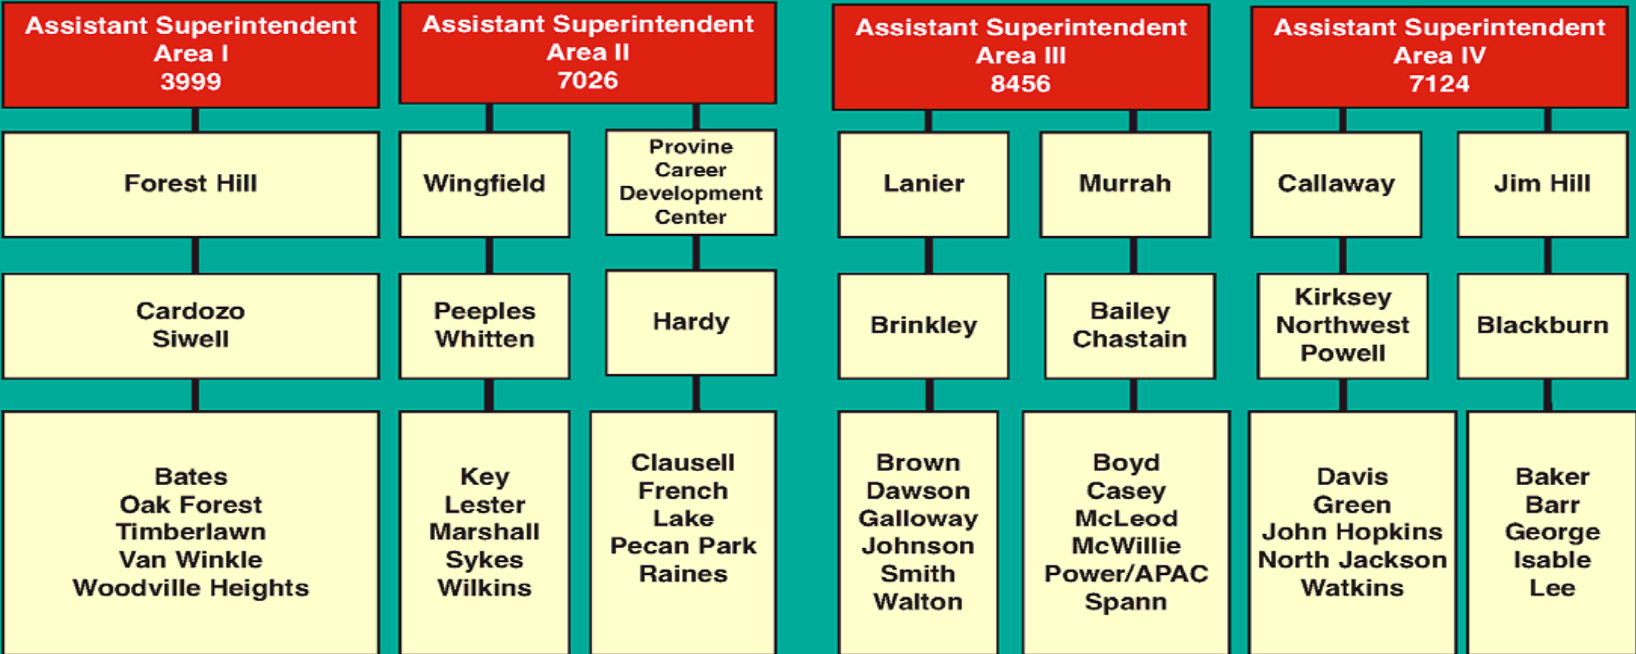 Assistant Superintendent
Area I
3999
Assistant Superintendent
Area II
7026
Assistant Superintendent
Area III
8456
Assistant Superintendent
Area IV
7124
Forest Hill
Wingfield
Provine
Career
Development
Center
Lanier
Murrah
Callaway
Jim Hill
Cardozo
Siwell
Peeples
Whitten
Hardy
Brinkley
Bailey
Chastain
Kirksey
Northwest
Powell
Blackburn
Bates
Oak Forest
Timberlawn
Van Winkle
Woodville Heights
Key
Lester
Marshall
Sykes
Wilkins
Clausell
French
Lake
Pecan Park
Raines
Brown
Dawson
Galloway
Johnson
Smith
Walton
Boyd
Casey
McLeod
McWillie
Power/APAC
Spann
Davis
Green
John Hopkins
North Jackson
Watkins
Baker
Barr
George
Isable
Lee